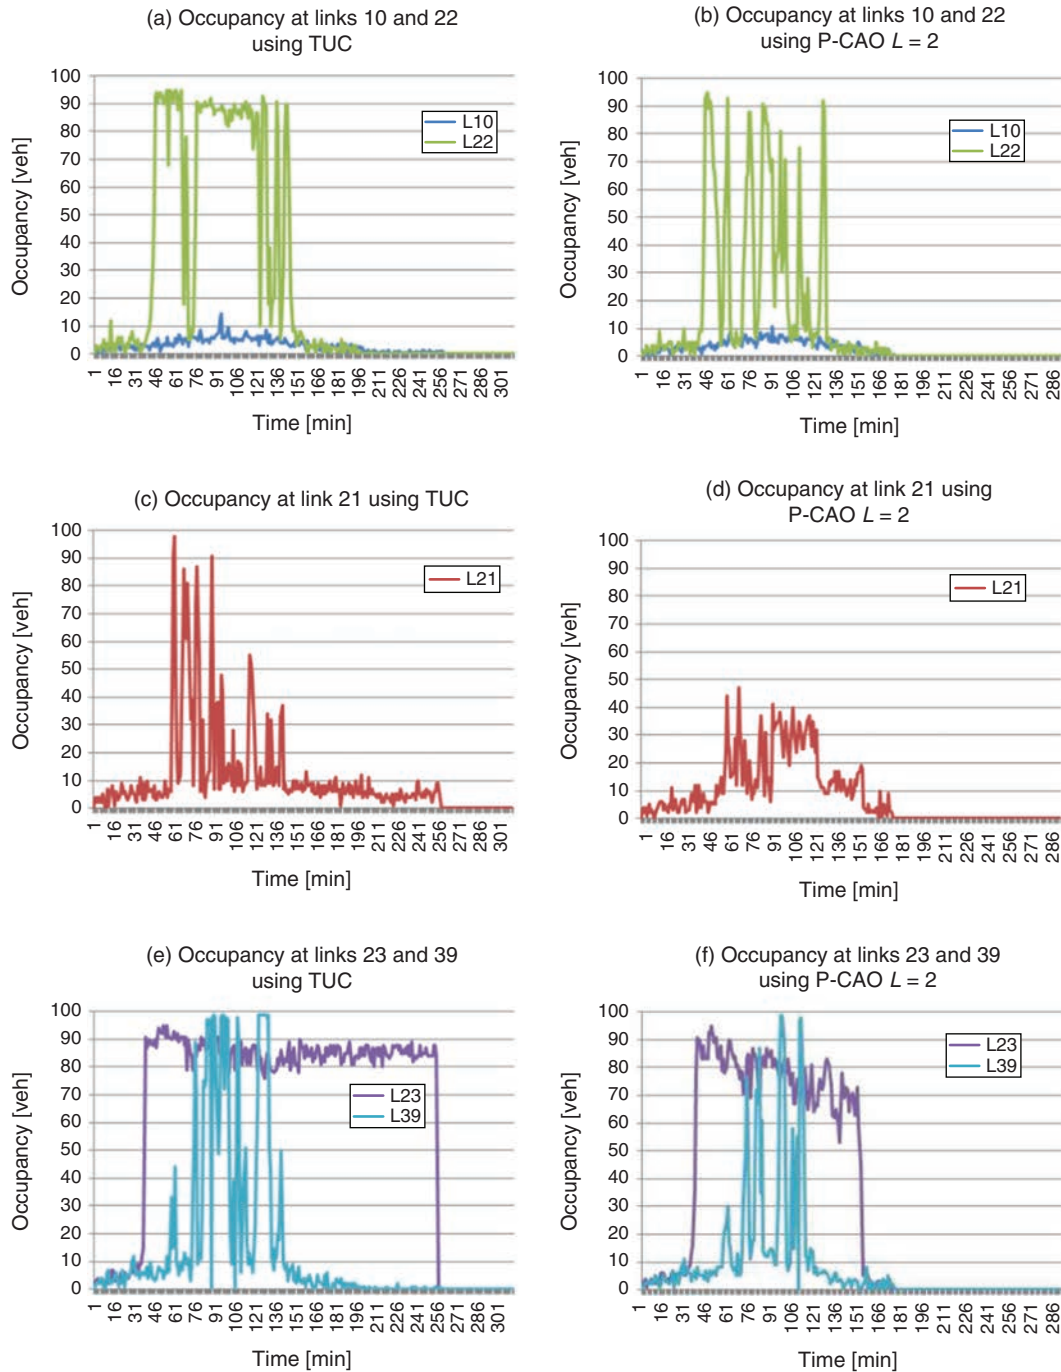 (a) Occupancy at links 10 and 22
using TUC
100
90
80
70
60
50
40
30
20
10
0
Occupancy [veh]
L10
L22
1 16 31 46 61 76 91 106 121 136 151 166 181 196 211 226 241 256 271 286 301
Time [min]
(b) Occupancy at links 10 and 22
using P-CAO L = 2
100
90
80
70
60
50
40
30
20
10
0
Occupancy [veh]
L10
L22
1 16 31 46 61 76 91 106 121 136 151 166 181 196 211 226 241 256 271 286
Time [min]
(c) Occupancy at link 21 using TUC
100
90
80
70
60
50
40
30
20
10
0
Occupancy [veh]
L21
1 16 31 46 61 76 91 106 121 136 151 166 181 196 211 226 241 256 271 286 301
Time [min]
(d) Occupancy at link 21 using
P-CAO L = 2
100
90
80
70
60
50
40
30
20
10
0
Occupancy [veh]
L21
1 16 31 46 61 76 91 106 121 136 151 166 181 196 211 226 241 256 271 286
Time [min]
(e) Occupancy at links 23 and 39
using TUC
100
90
80
70
60
50
40
30
20
10
0
Occupancy [veh]
L23
L39
1 16 31 46 61 76 91 106 121 136 151 166 181 196 211 226 241 256 271 286 301
Time [min]
(f) Occupancy at links 23 and 39
using P-CAO L = 2
100
90
80
70
60
50
40
30
20
10
0
Occupancy [veh]
L23
L39
1 16 31 46 61 76 91 106 121 136 151 166 181 196 211 226 241 256 271 286
Time [min]